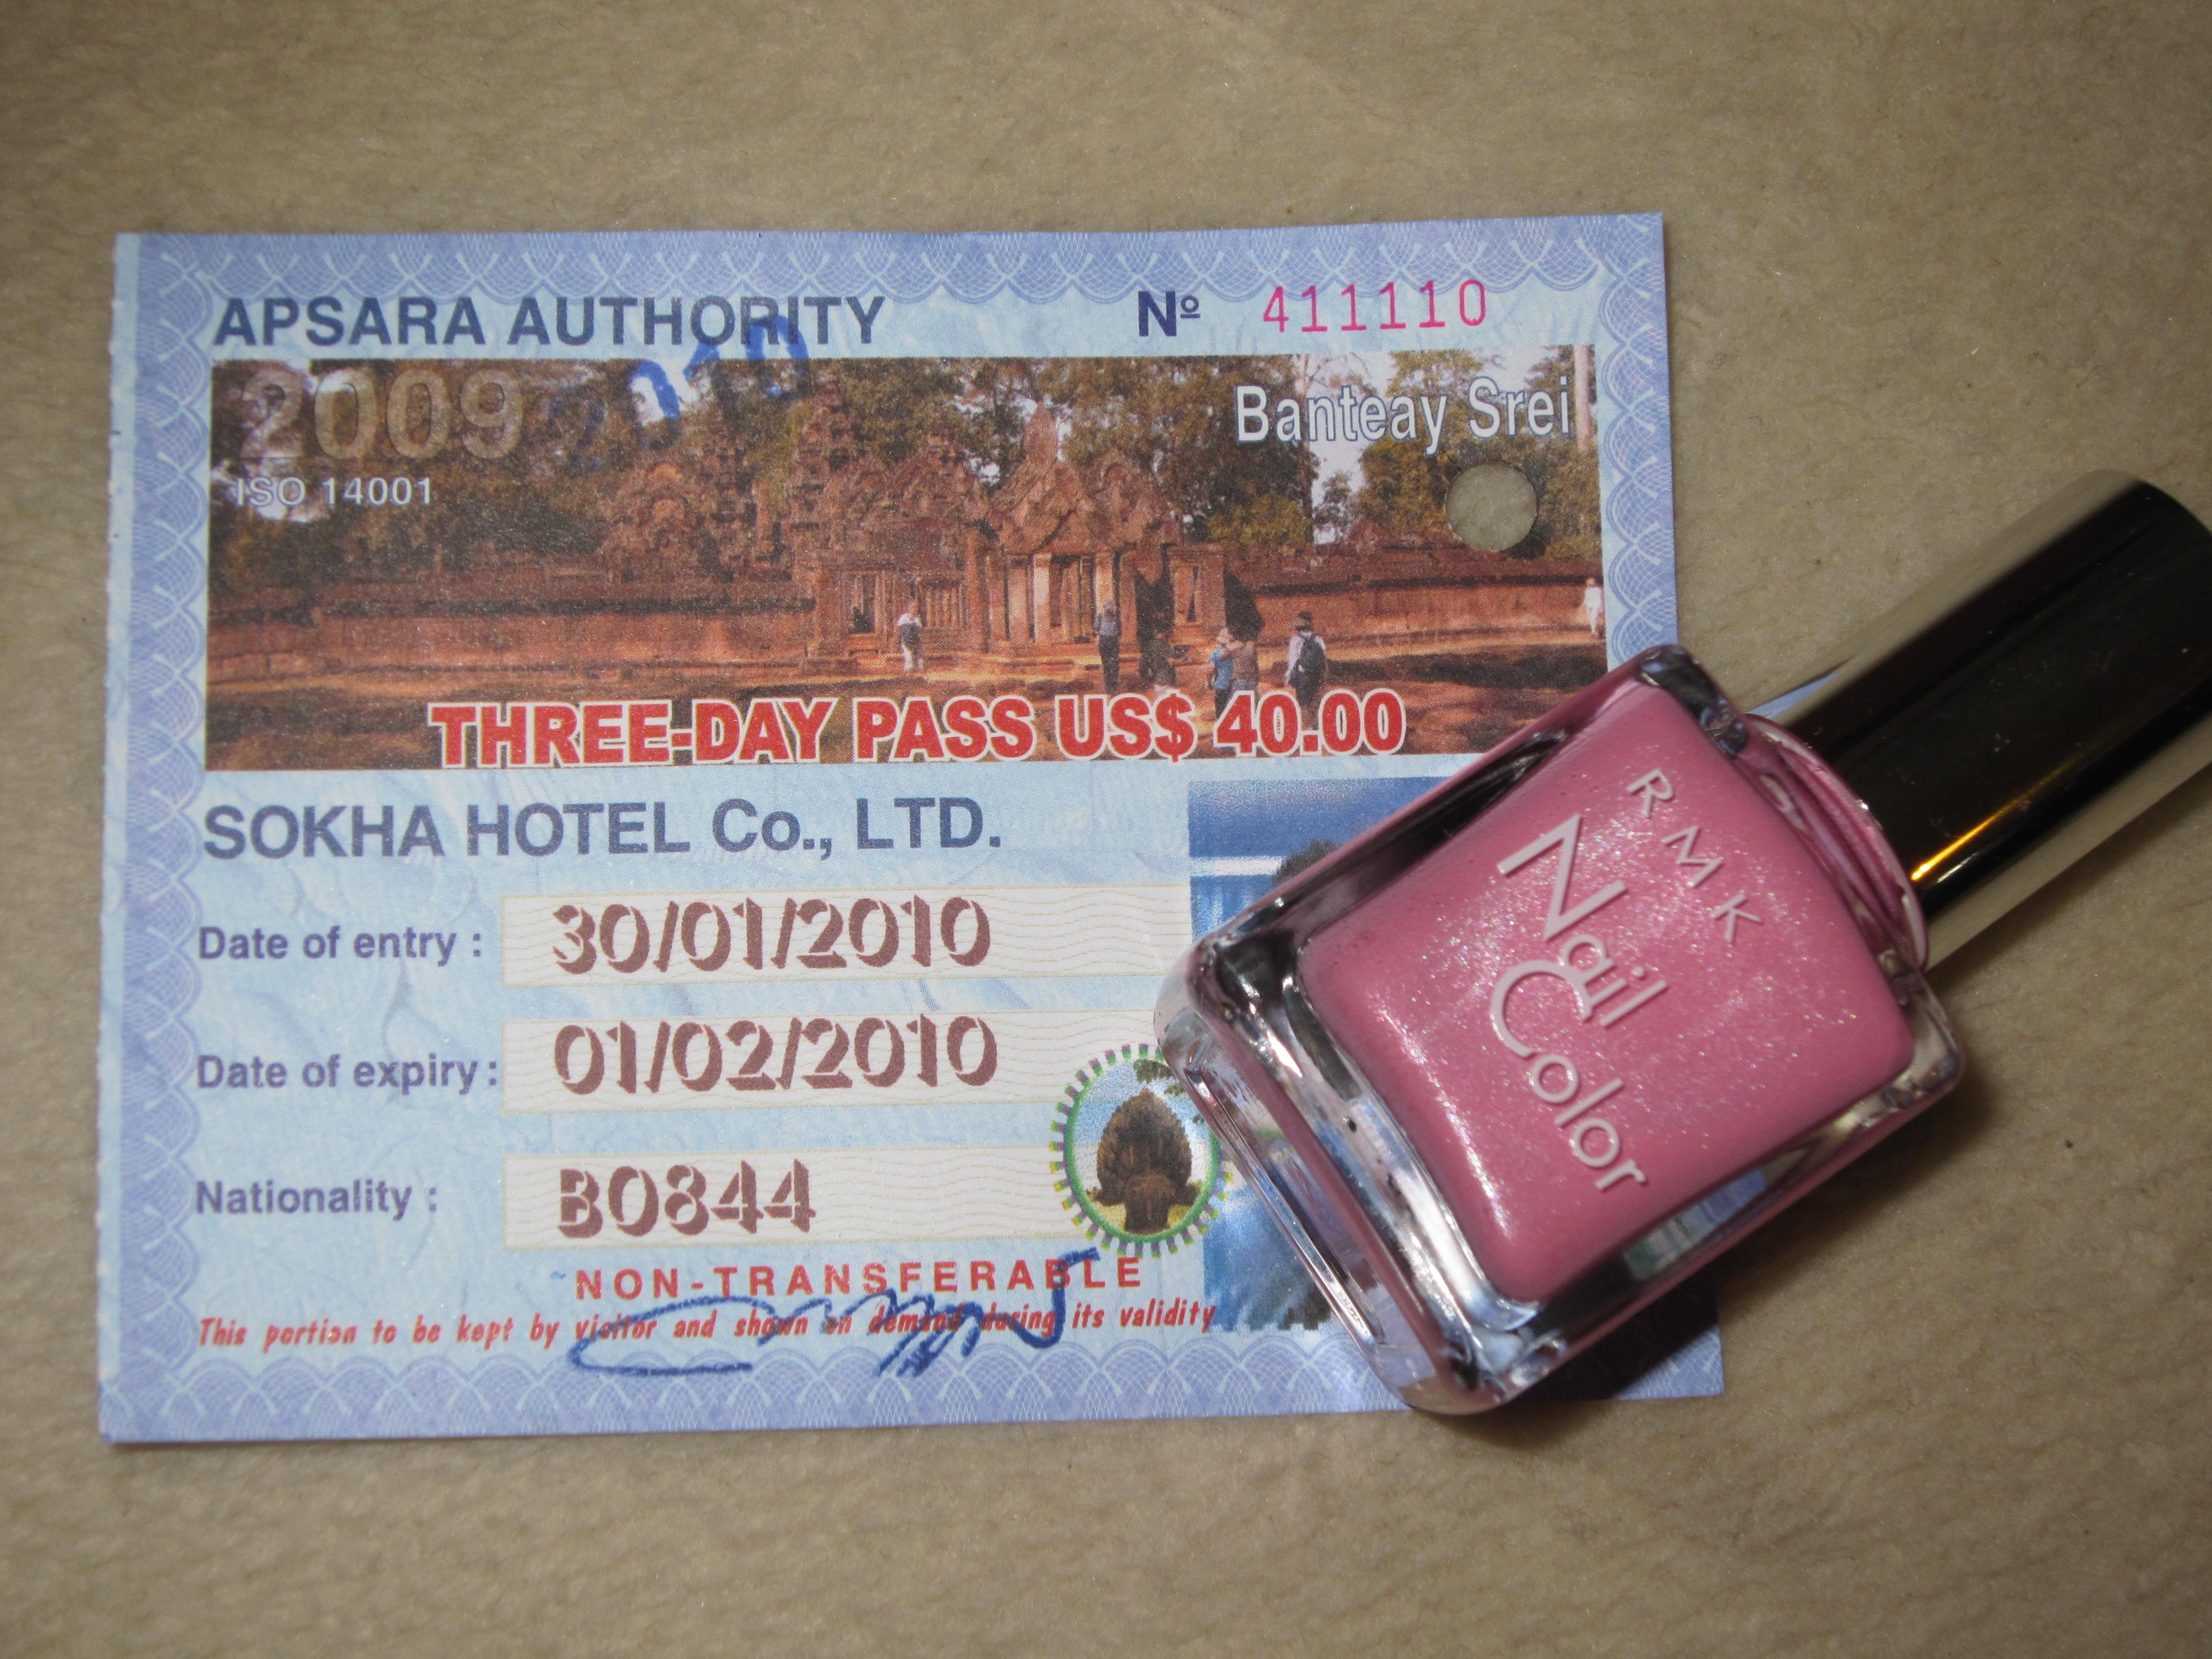 APSARA AUTHORITY
Nº 411110
2009 2010
ISO 14001
Banteay Srei
THREE-DAY PASS US$ 40.00
SOKHA HOTEL Co., LTD.
Date of entry : 30/01/2010
Date of expiry : 01/02/2010
Nationality : B0844
NON-TRANSFERABLE
This portion to be kept by visitor and shown on demand during its validity
RMK
Nail
Color